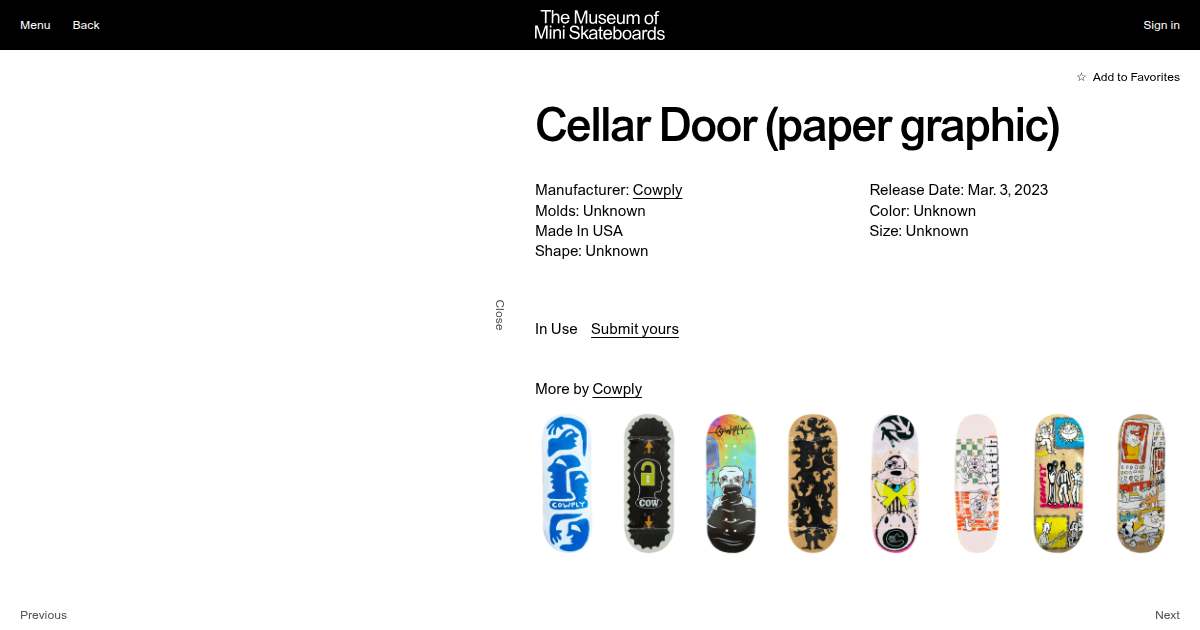 Menu
Back
The Museum of
Mini Skateboards
Sign in
☆ Add to Favorites
Cellar Door (paper graphic)
Manufacturer: Cowply
Molds: Unknown
Made In USA
Shape: Unknown
Release Date: Mar. 3, 2023
Color: Unknown
Size: Unknown
Close
In Use Submit yours
More by Cowply
COWPLY
COW
COWPLY
Previous
Next